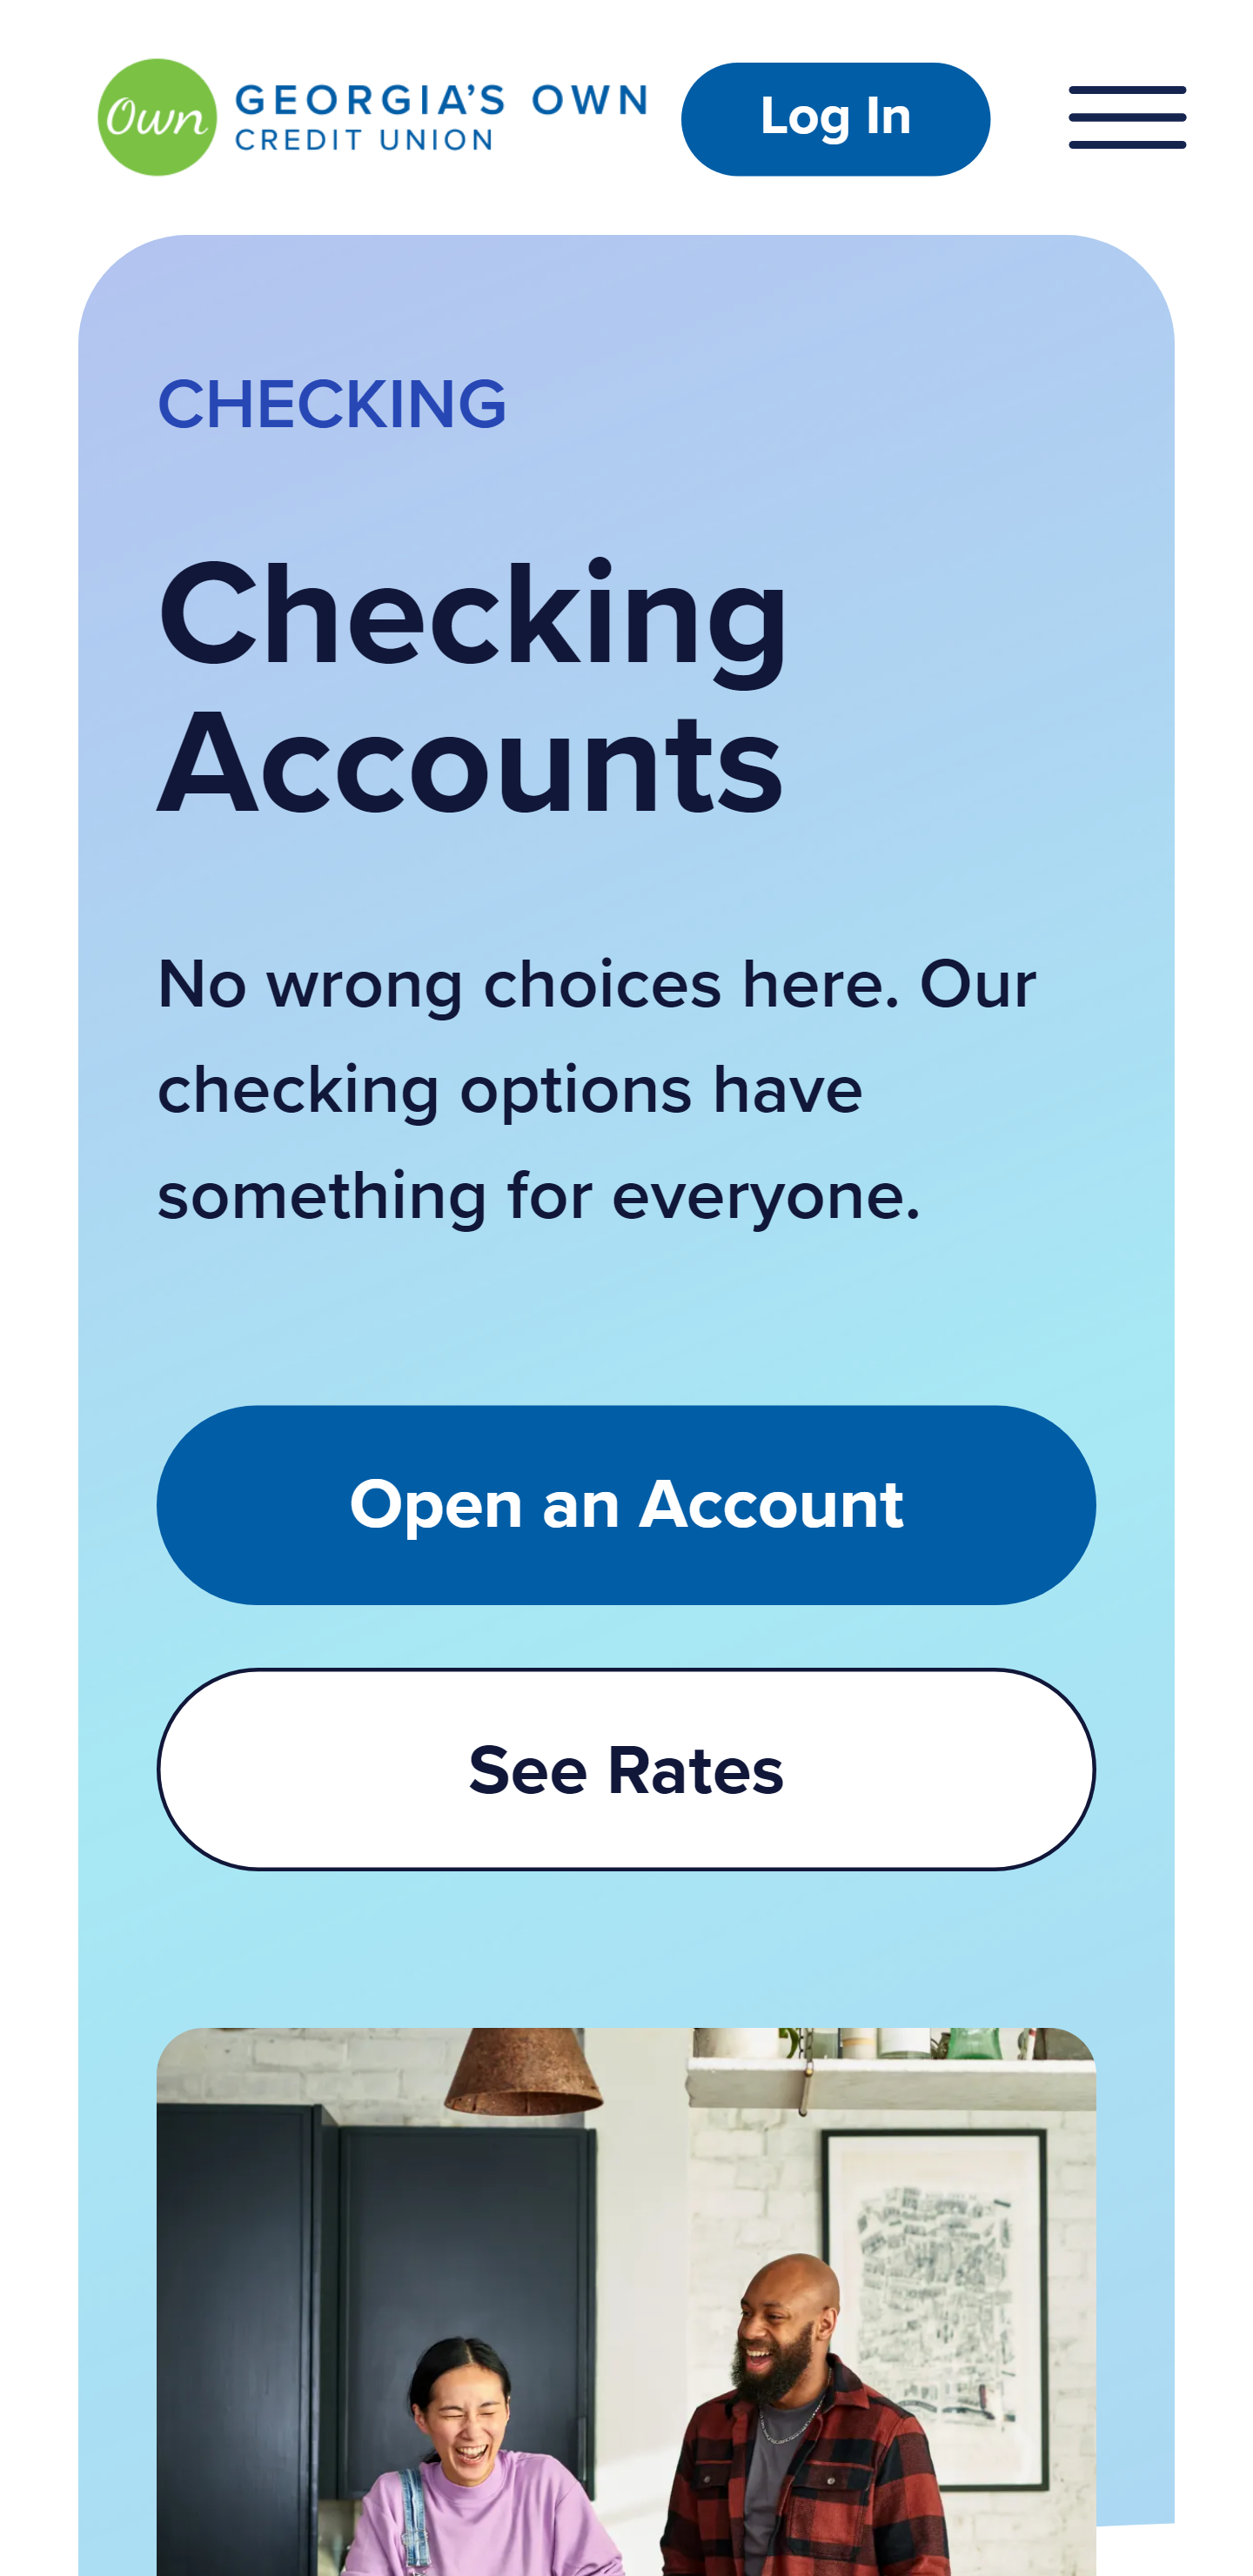 Own
GEORGIA’S OWN
CREDIT UNION
Log In
CHECKING
Checking
Accounts
No wrong choices here. Our
checking options have
something for everyone.
Open an Account
See Rates